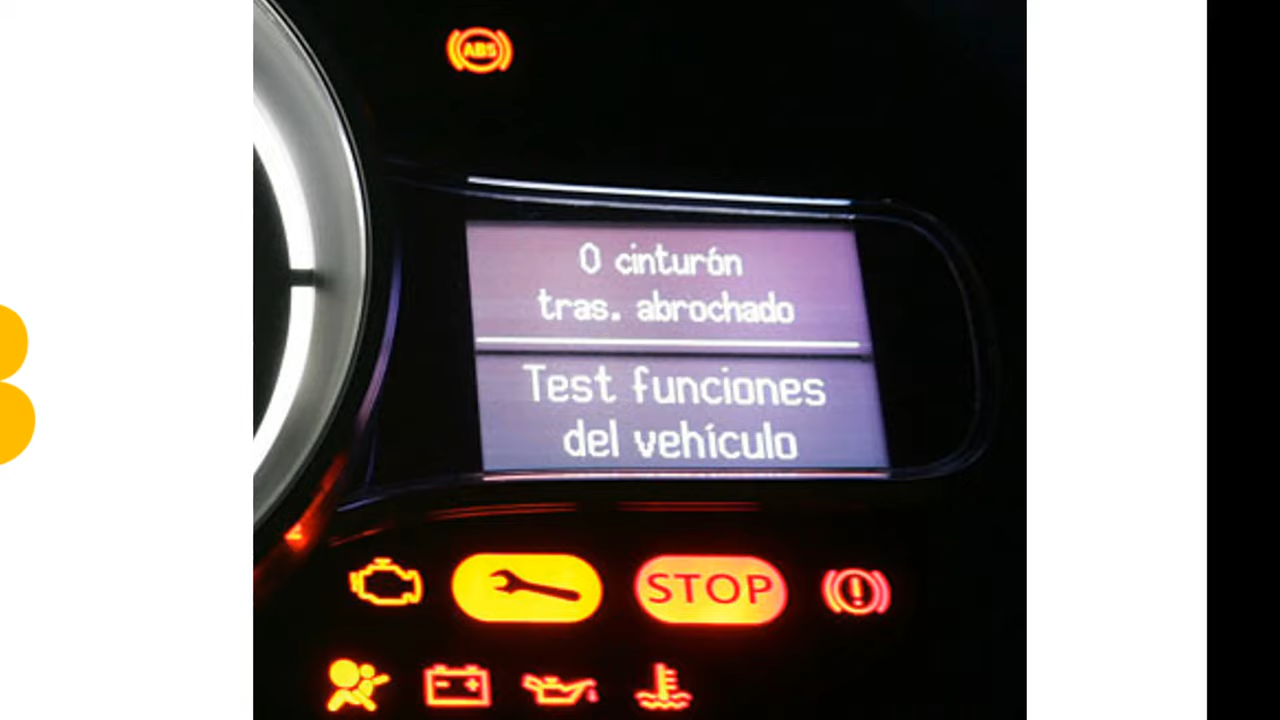 ABS
0 cinturón
tras. abrochado
Test funciones
del vehículo
STOP